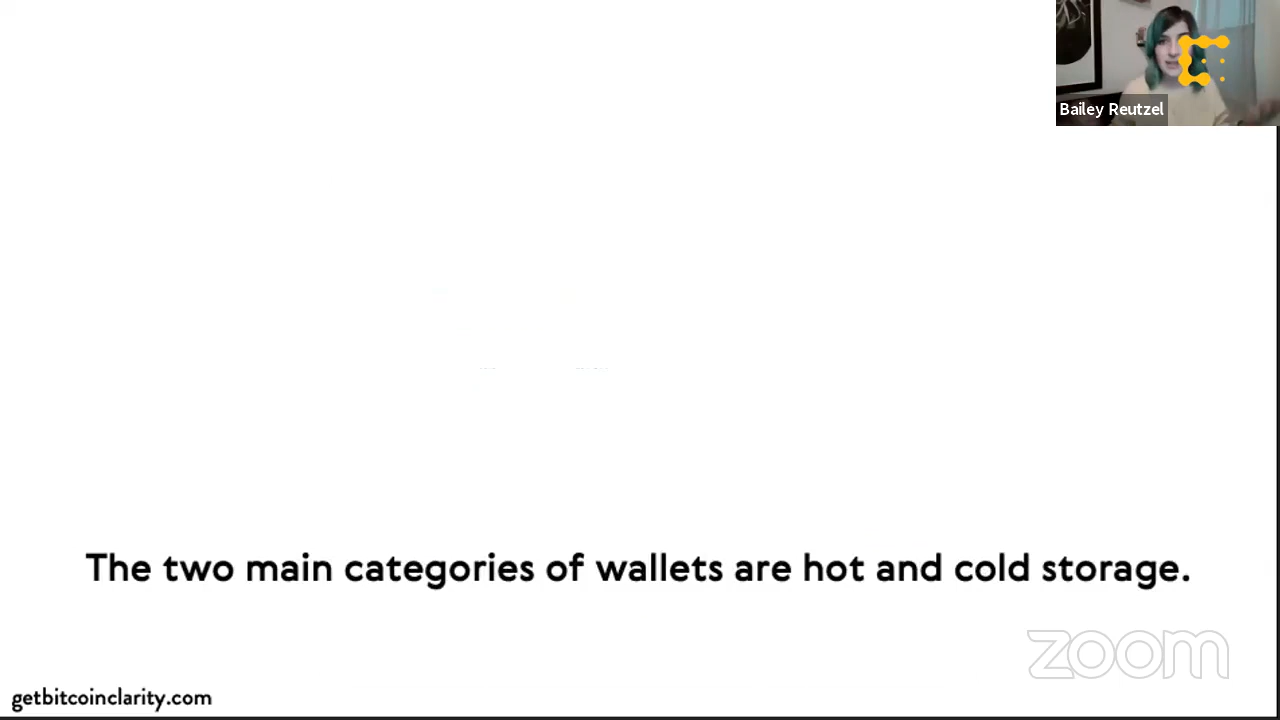 Bailey Reutzel
The two main categories of wallets are hot and cold storage.
zoom
getbitcoinclarity.com